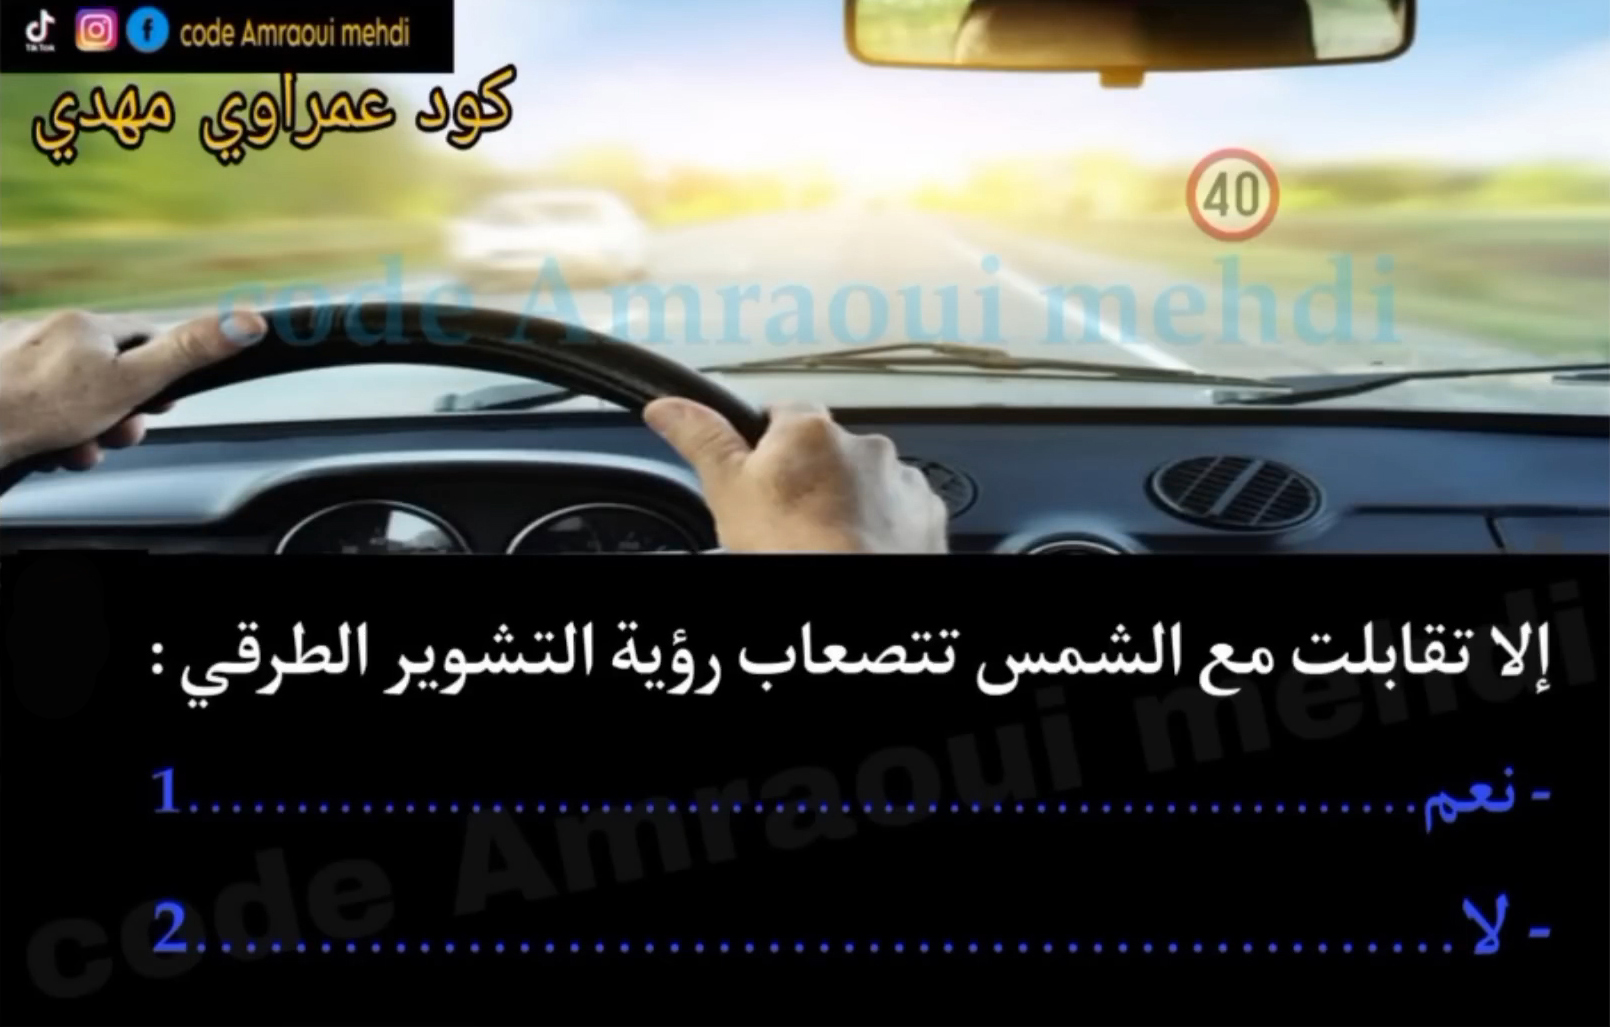 TikTok
code Amraoui mehdi
كود عمراوي مهدي
40
code Amraoui mehdi
إلا تقابلت مع الشمس تتصعاب رؤية التشوير الطرقي :
- نعم......................................................1
- لا......................................................2
code Amraoui mehdi